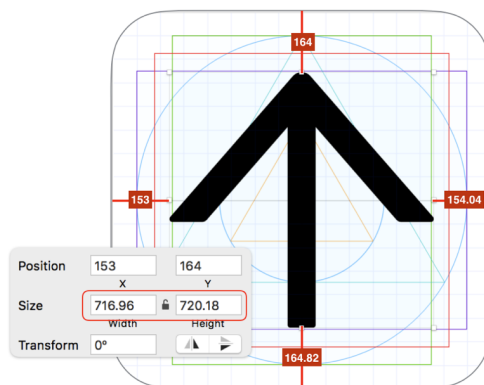 164
153
154.04
Position 153 164
X Y
Size 716.96 720.18
Width Height
Transform 0°
164.82